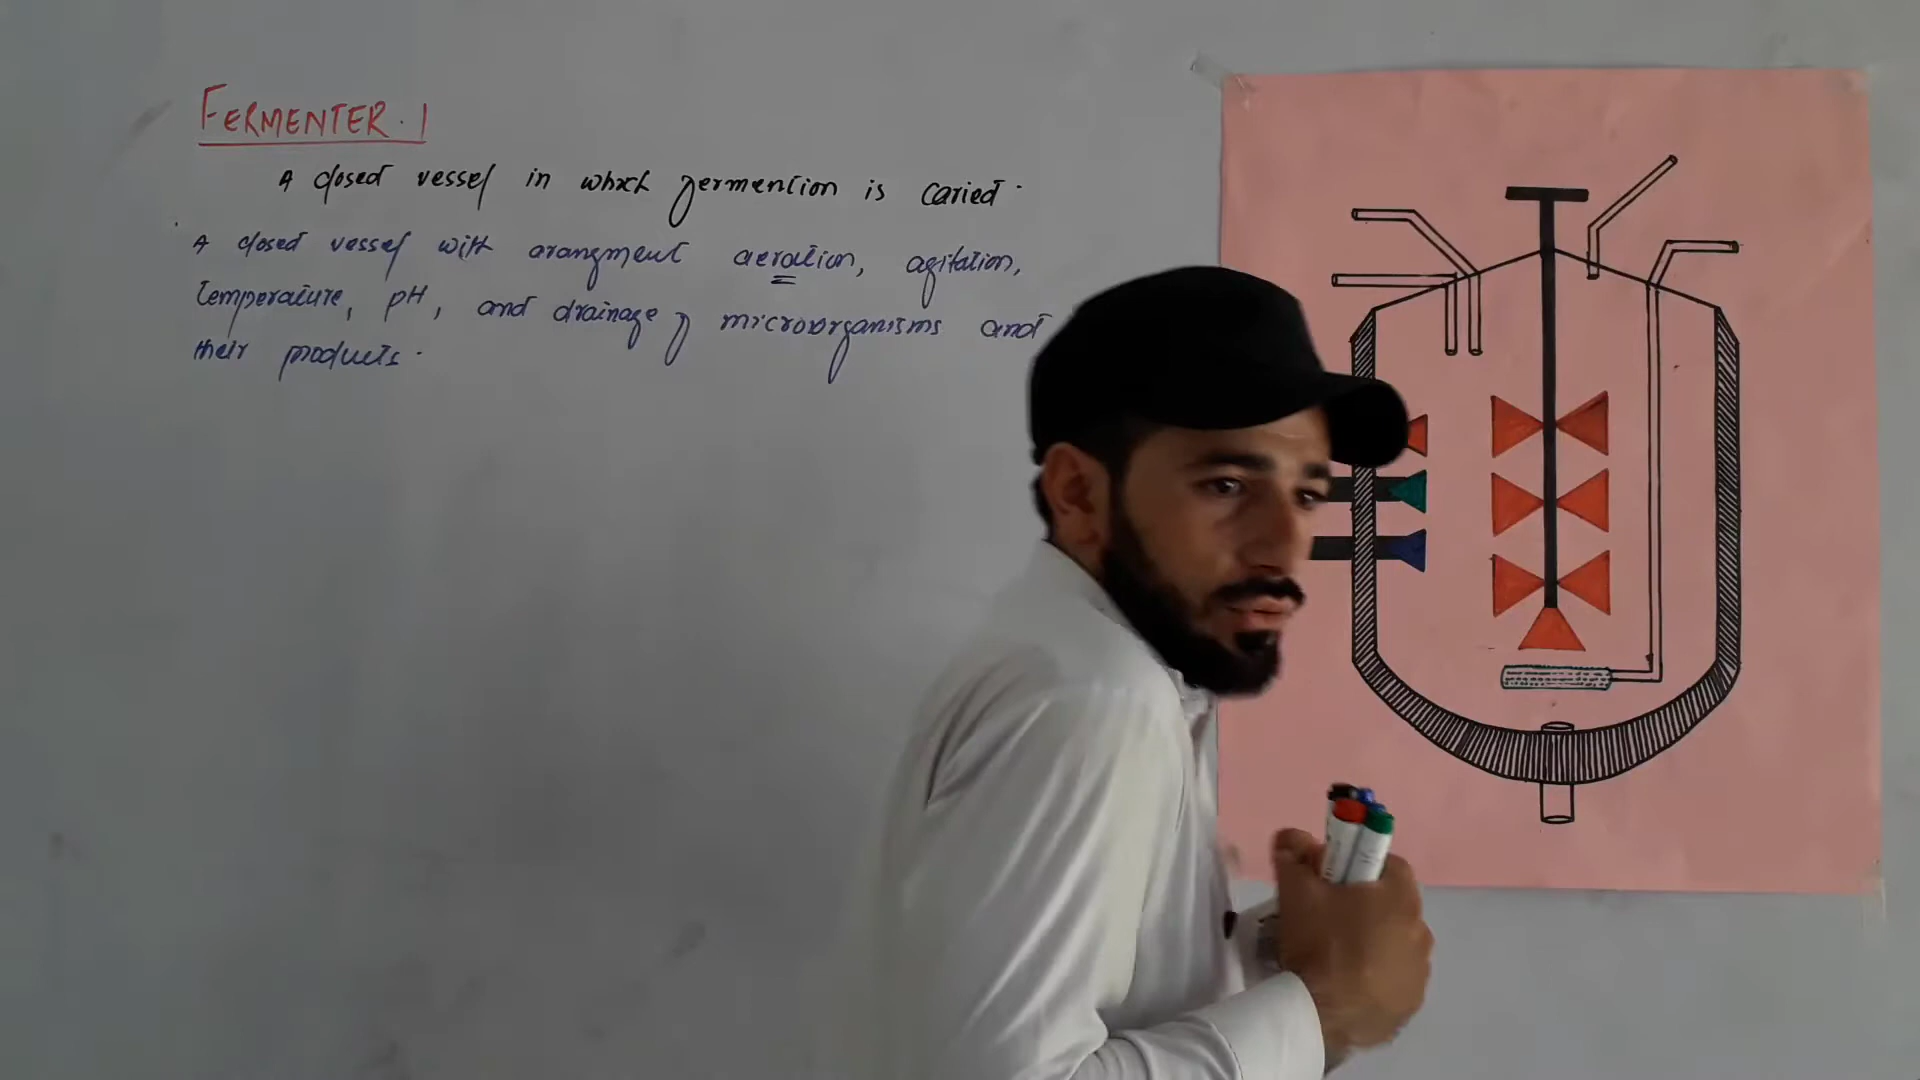 FERMENTER. 1
A closed vessel in which fermention is caried.
A closed vessel with arangment aeration, agitation,
temperature, pH, and drainage of microorganisms and
their products.